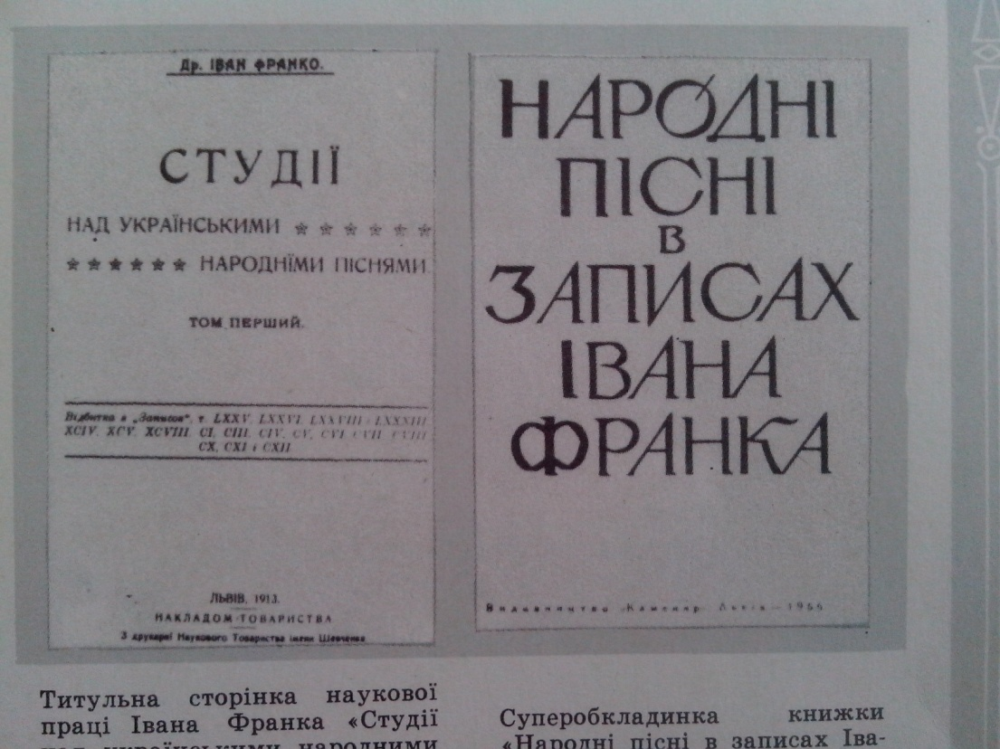 Др. ІВАН ФРАНКО.
СТУДІЇ
НАД УКРАЇНСЬКИМИ
НАРОДНЇМИ ПІСНЯМИ.
ТОМ ПЕРШИЙ.
Відбитка з „Записок", т. LXXV, LXXVI, LXXVIII і LXXXIII
XCIV, XCV, XCVIII, CI, CIII, CIV, CV, CVI, CVII, CVIII
CX, CXI і CXII
ЛЬВІВ, 1913.
НАКЛАДОМ ТОВАРИСТВА
З друкарні Наукового Товариства імени Шевченка
НАРОДНІ
ПІСНІ
В
ЗАПИСАХ
ІВАНА
ФРАНКА
Видавництво „Каменяр" Львів — 1966
Титульна сторінка наукової
праці Івана Франка «Студії
над українськими народними
Суперобкладинка книжки
«Народні пісні в записах Іва-